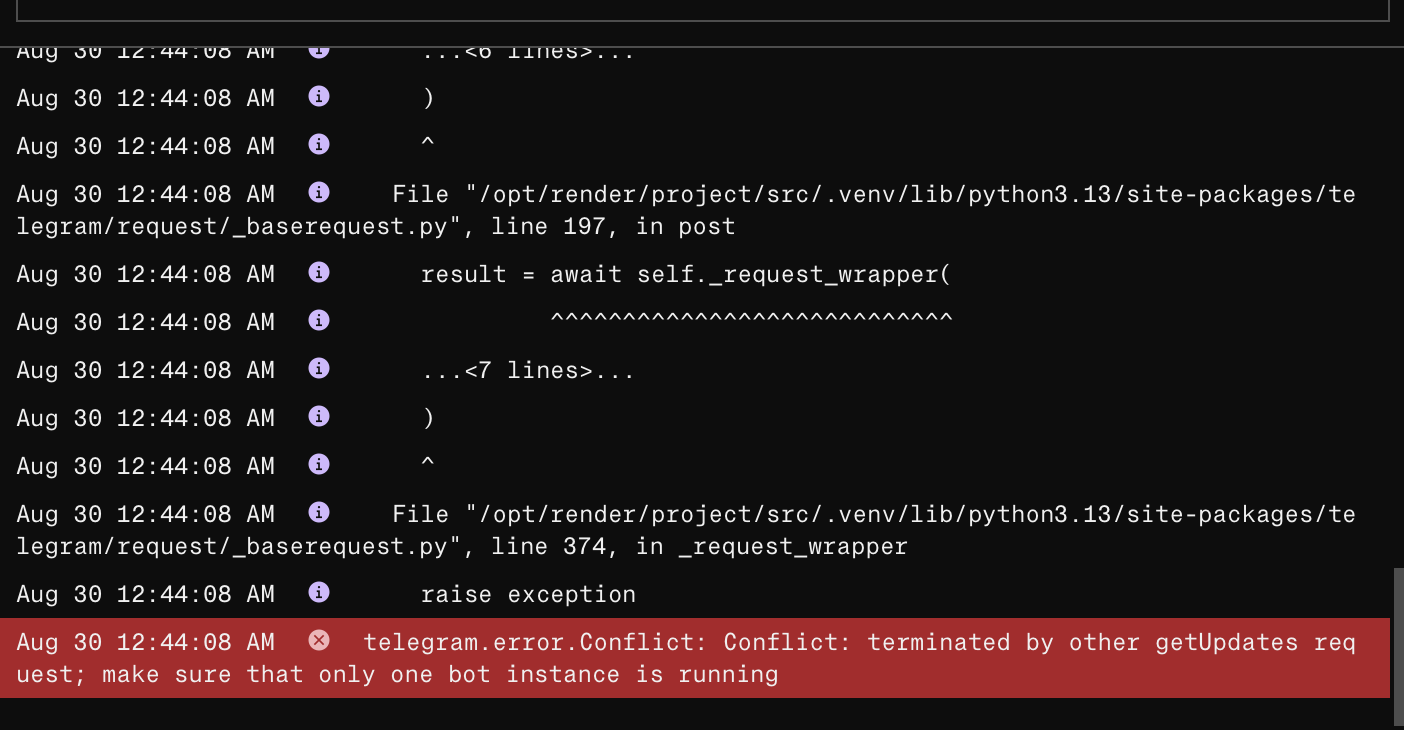 Aug 30 12:44:08 AM ...<6 lines>...
Aug 30 12:44:08 AM )
Aug 30 12:44:08 AM ^
Aug 30 12:44:08 AM File "/opt/render/project/src/.venv/lib/python3.13/site-packages/te
legram/request/_baserequest.py", line 197, in post
Aug 30 12:44:08 AM result = await self._request_wrapper(
Aug 30 12:44:08 AM ^^^^^^^^^^^^^^^^^^^^^^^^^^^^
Aug 30 12:44:08 AM ...<7 lines>...
Aug 30 12:44:08 AM )
Aug 30 12:44:08 AM ^
Aug 30 12:44:08 AM File "/opt/render/project/src/.venv/lib/python3.13/site-packages/te
legram/request/_baserequest.py", line 374, in _request_wrapper
Aug 30 12:44:08 AM raise exception
Aug 30 12:44:08 AM telegram.error.Conflict: Conflict: terminated by other getUpdates req
uest; make sure that only one bot instance is running